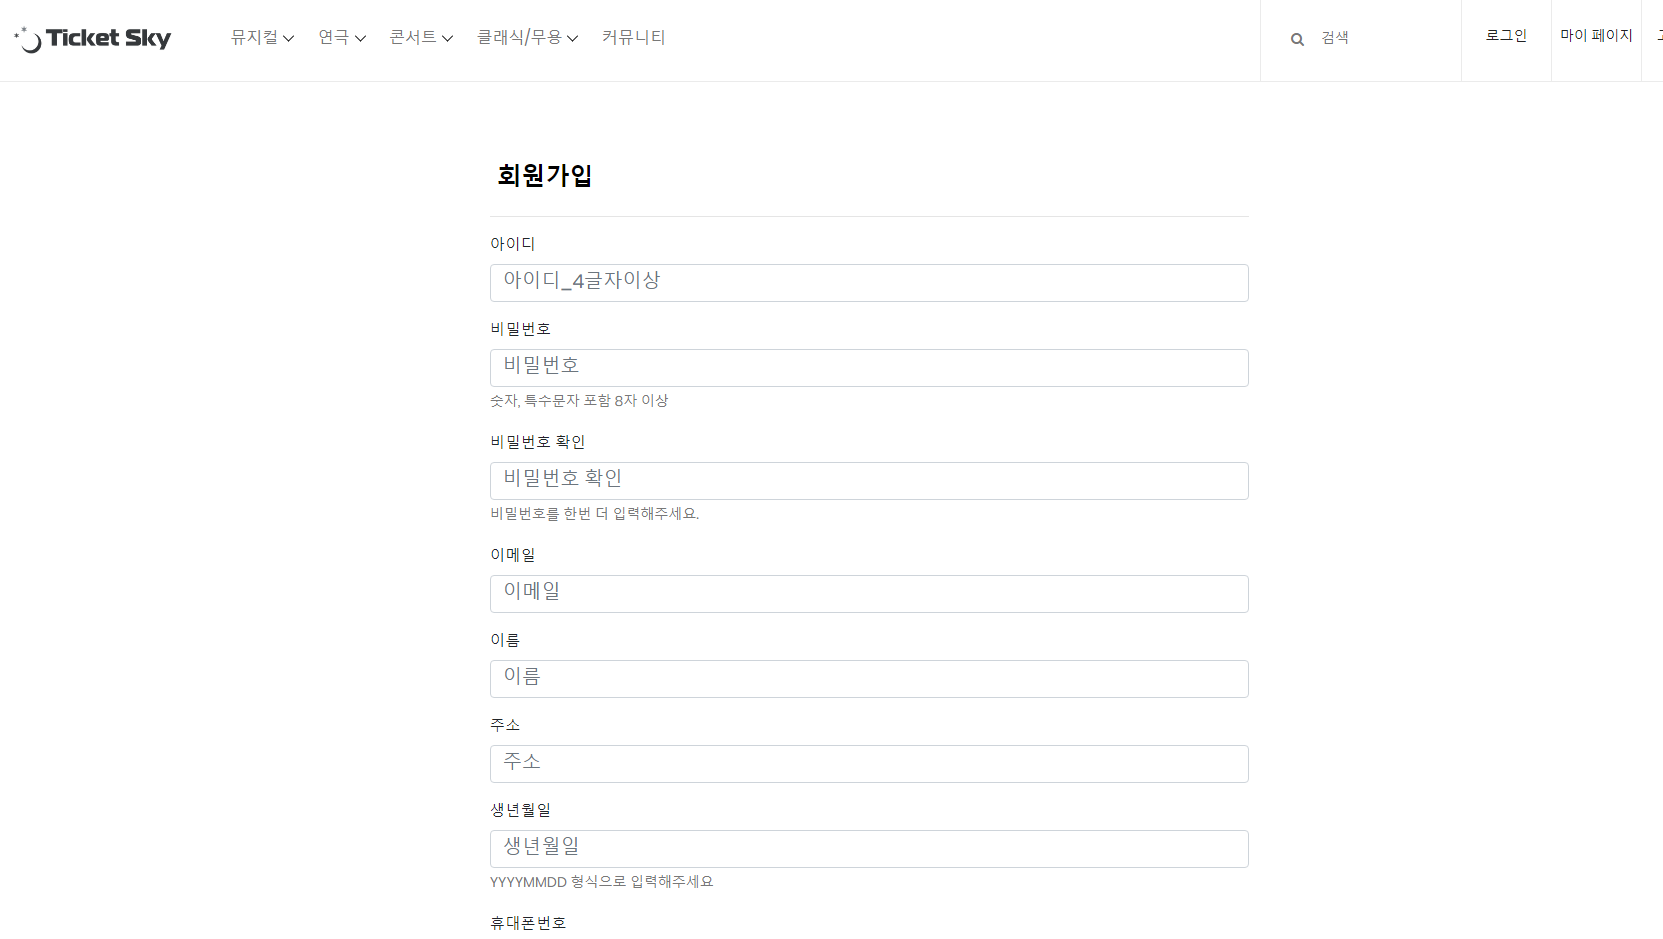 Ticket Sky
뮤지컬 연극 콘서트 클래식/무용 커뮤니티
검색
로그인
마이 페이지
회원가입
아이디
아이디_4글자이상
비밀번호
비밀번호
숫자, 특수문자 포함 8자 이상
비밀번호 확인
비밀번호 확인
비밀번호를 한번 더 입력해주세요.
이메일
이메일
이름
이름
주소
주소
생년월일
생년월일
YYYYMMDD 형식으로 입력해주세요
휴대폰번호